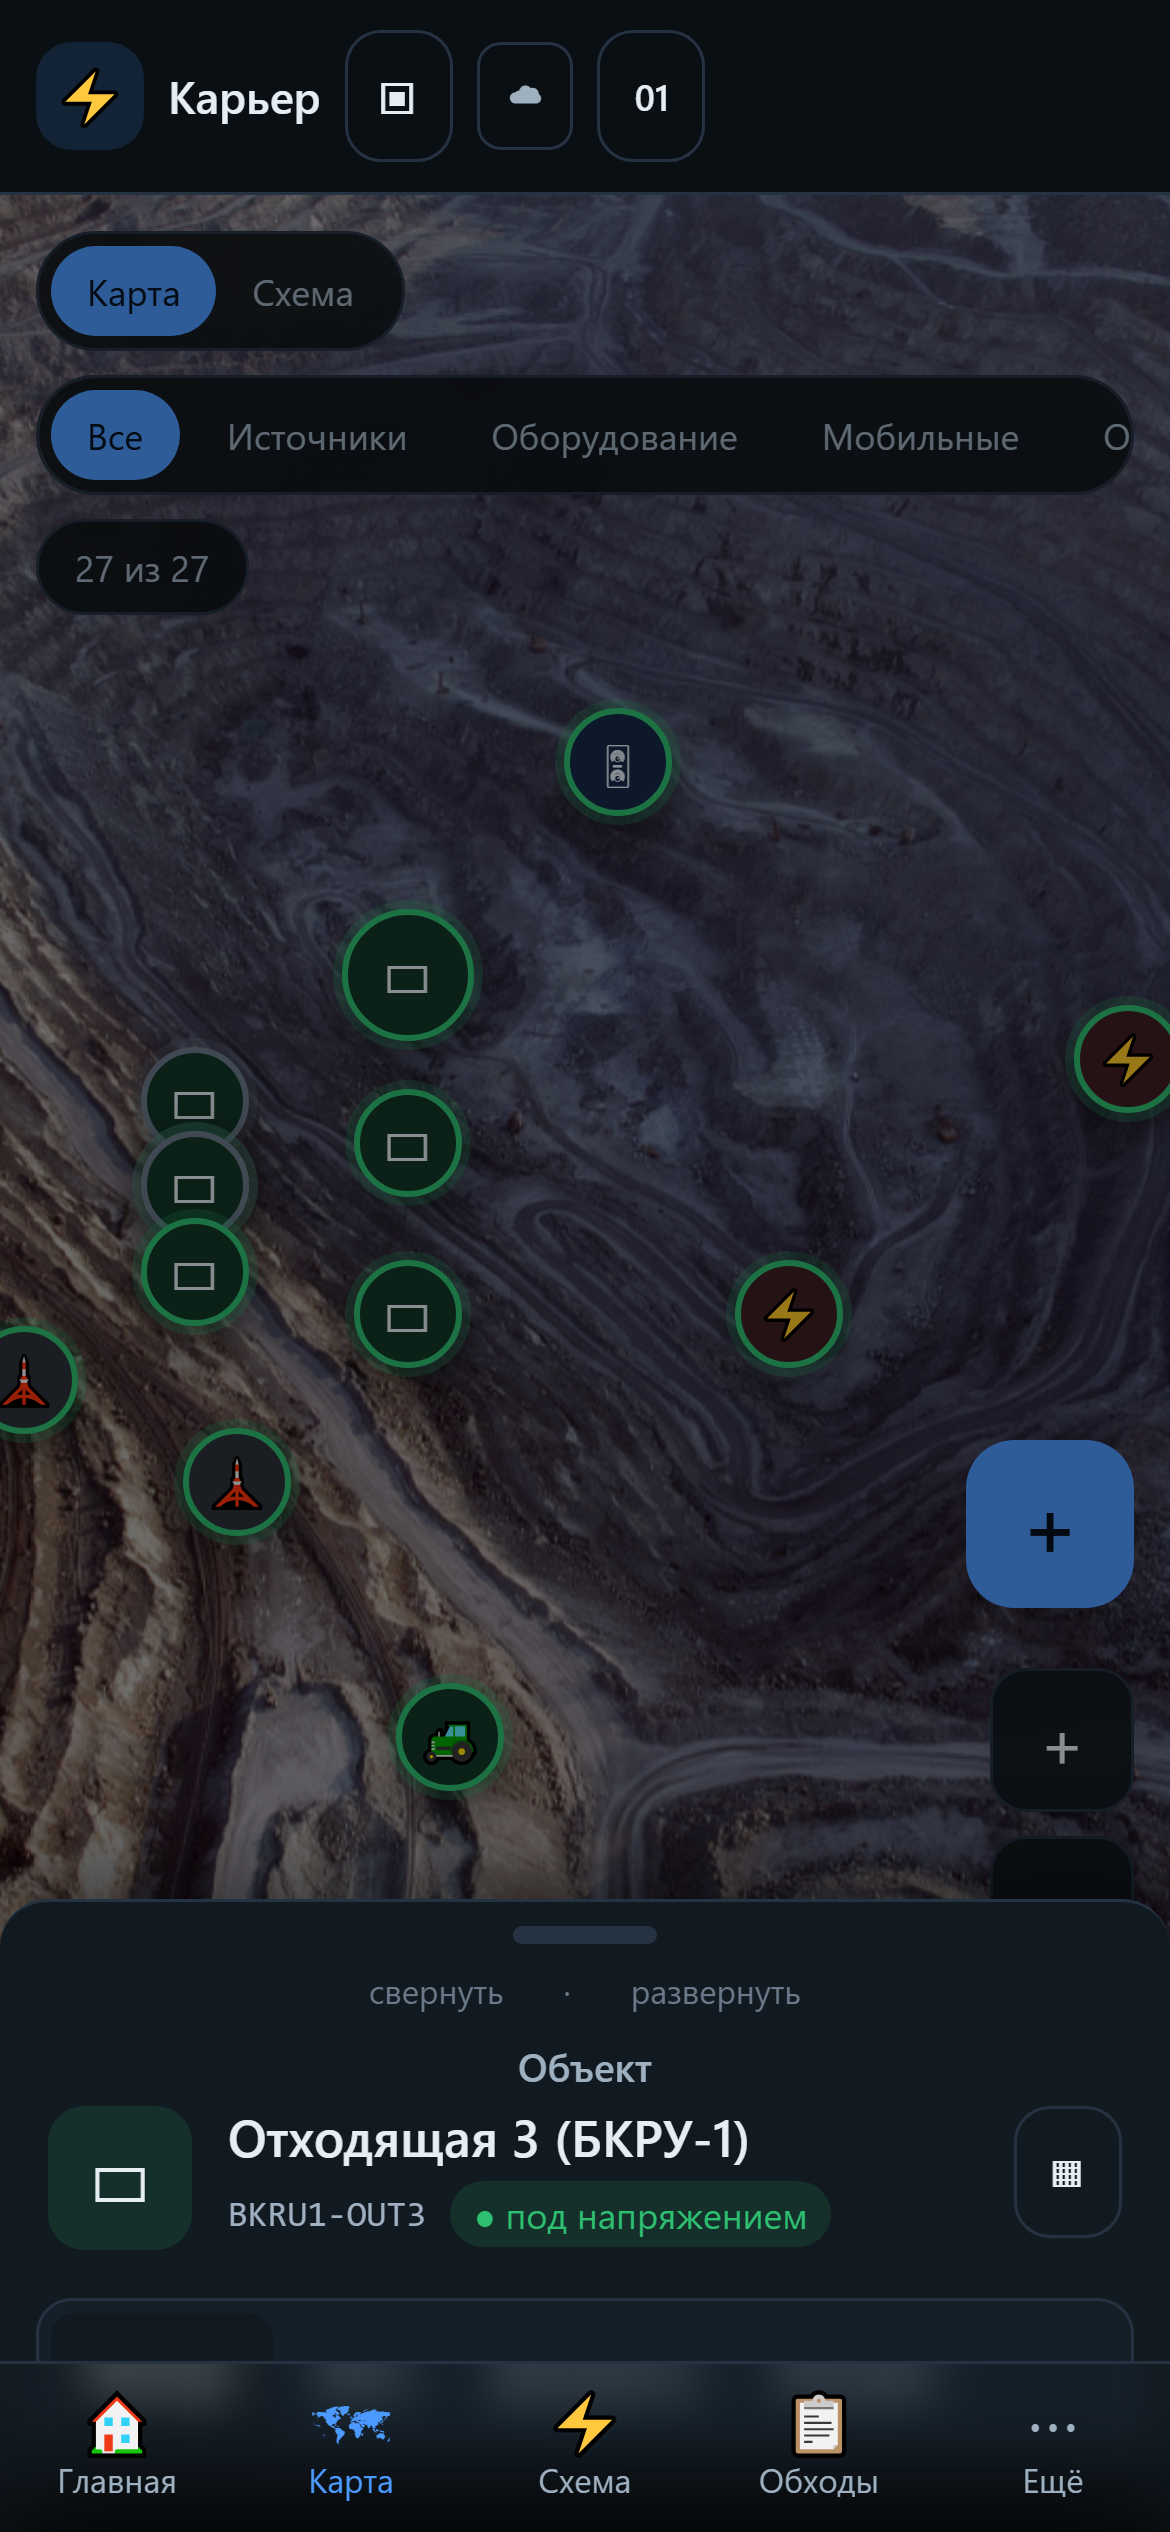 Карьер
01
Карта Схема
Все Источники Оборудование Мобильные О
27 из 27
+
+
свернуть · развернуть
Объект
Отходящая 3 (БКРУ-1)
BKRU1-OUT3 ● под напряжением
Главная Карта Схема Обходы Ещё